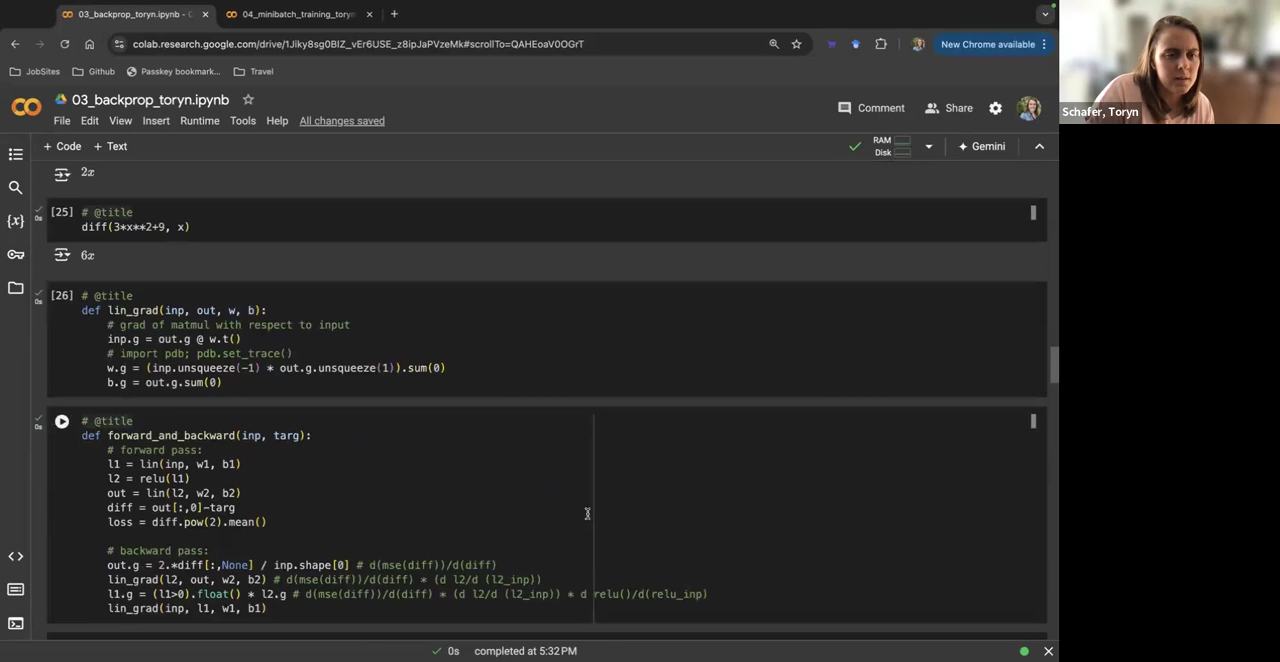 03_backprop_toryn.ipynb - C
04_minibatch_training_toryn
colab.research.google.com/drive/1Jiky8sg0BIZ_vEr6USE_z8ipJaPVzeMk#scrollTo=QAHEoaV0OGrT
New Chrome available
JobSites
Github
Passkey bookmark...
Travel
Schafer, Toryn
03_backprop_toryn.ipynb
Comment
Share
File Edit View Insert Runtime Tools Help All changes saved
+ Code + Text
RAM
Disk
Gemini
2x
[25] # @title
0s
diff(3*x**2+9, x)
6x
[26] # @title
0s
def lin_grad(inp, out, w, b):
# grad of matmul with respect to input
inp.g = out.g @ w.t()
# import pdb; pdb.set_trace()
w.g = (inp.unsqueeze(-1) * out.g.unsqueeze(1)).sum(0)
b.g = out.g.sum(0)
# @title
0s
def forward_and_backward(inp, targ):
# forward pass:
l1 = lin(inp, w1, b1)
l2 = relu(l1)
out = lin(l2, w2, b2)
diff = out[:,0]-targ
loss = diff.pow(2).mean()
# backward pass:
out.g = 2.*diff[:,None] / inp.shape[0] # d(mse(diff))/d(diff)
lin_grad(l2, out, w2, b2) # d(mse(diff))/d(diff) * (d l2/d (l2_inp))
l1.g = (l1>0).float() * l2.g # d(mse(diff))/d(diff) * (d l2/d (l2_inp)) * d relu()/d(relu_inp)
lin_grad(inp, l1, w1, b1)
0s completed at 5:32 PM